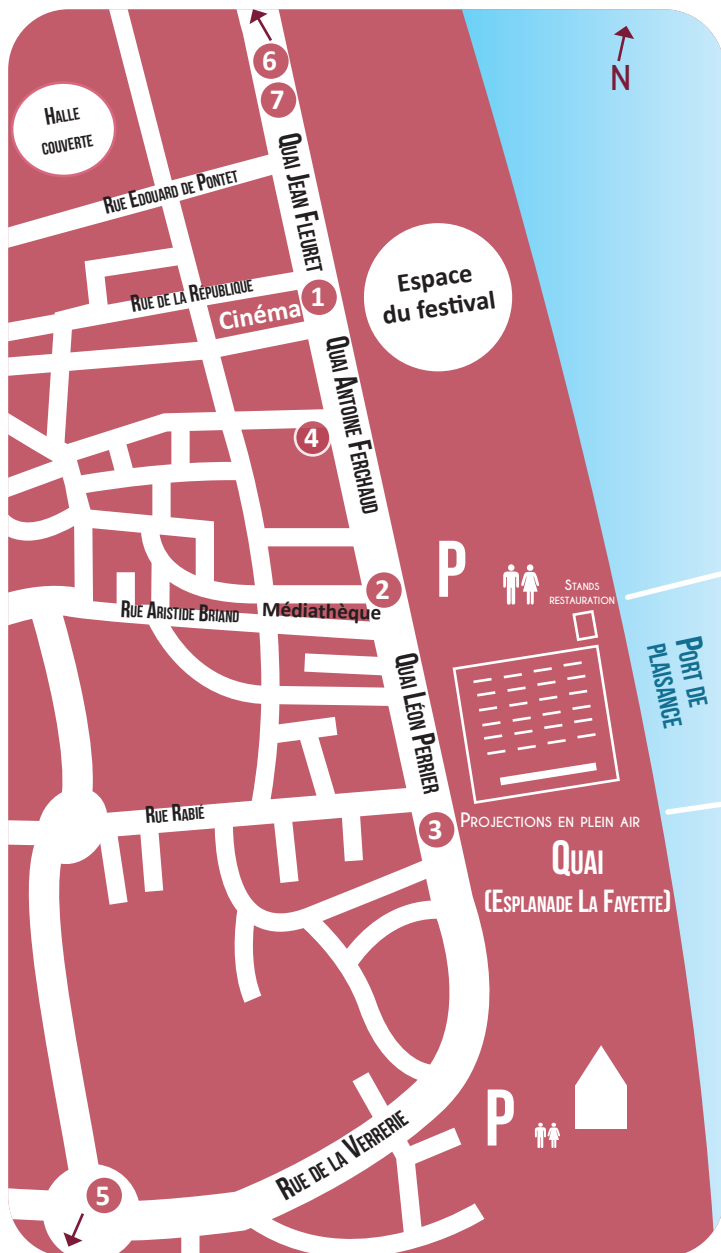 6
N
7
Halle
couverte
Quai Jean Fleuret
Rue Edouard de Pontet
Espace
du festival
Rue de la République
1
Cinéma
Quai Antoine Ferchaud
4
P
2
Stands
restauration
Rue Aristide Briand
Médiathèque
Port de
plaisance
Quai Léon Perrier
Rue Rabié
3
Projections en plein air
Quai
(Esplanade La Fayette)
P
Rue de la Verrerie
5